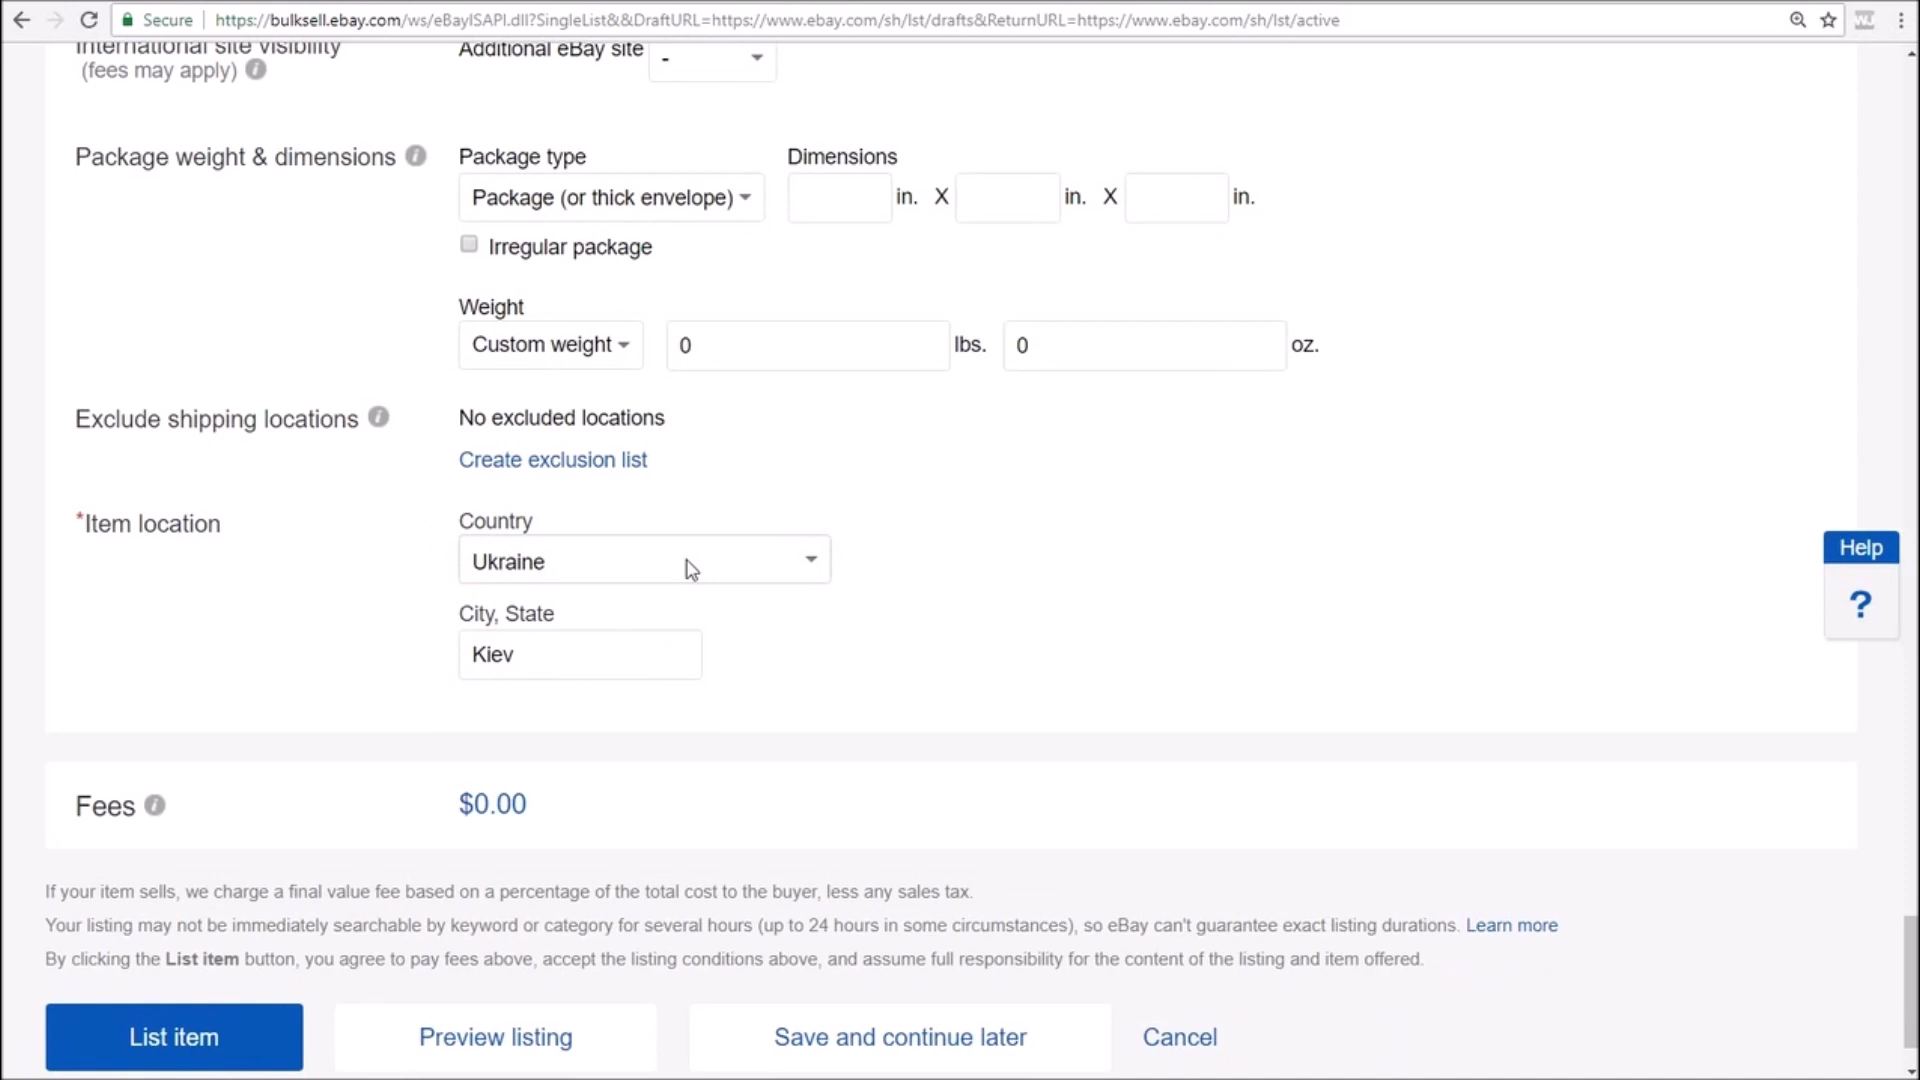 Secure https://bulksell.ebay.com/ws/eBayISAPI.dll?SingleList&&DraftURL=https://www.ebay.com/sh/lst/drafts&ReturnURL=https://www.ebay.com/sh/lst/active
International site visibility Additional eBay site -
(fees may apply)
Package weight & dimensions Package type Dimensions
Package (or thick envelope) in. X in. X in.
Irregular package
Weight
Custom weight 0 lbs. 0 oz.
Exclude shipping locations No excluded locations
Create exclusion list
*Item location Country
Ukraine
Help
?
City, State
Kiev
Fees $0.00
If your item sells, we charge a final value fee based on a percentage of the total cost to the buyer, less any sales tax.
Your listing may not be immediately searchable by keyword or category for several hours (up to 24 hours in some circumstances), so eBay can't guarantee exact listing durations. Learn more
By clicking the List item button, you agree to pay fees above, accept the listing conditions above, and assume full responsibility for the content of the listing and item offered.
List item Preview listing Save and continue later Cancel